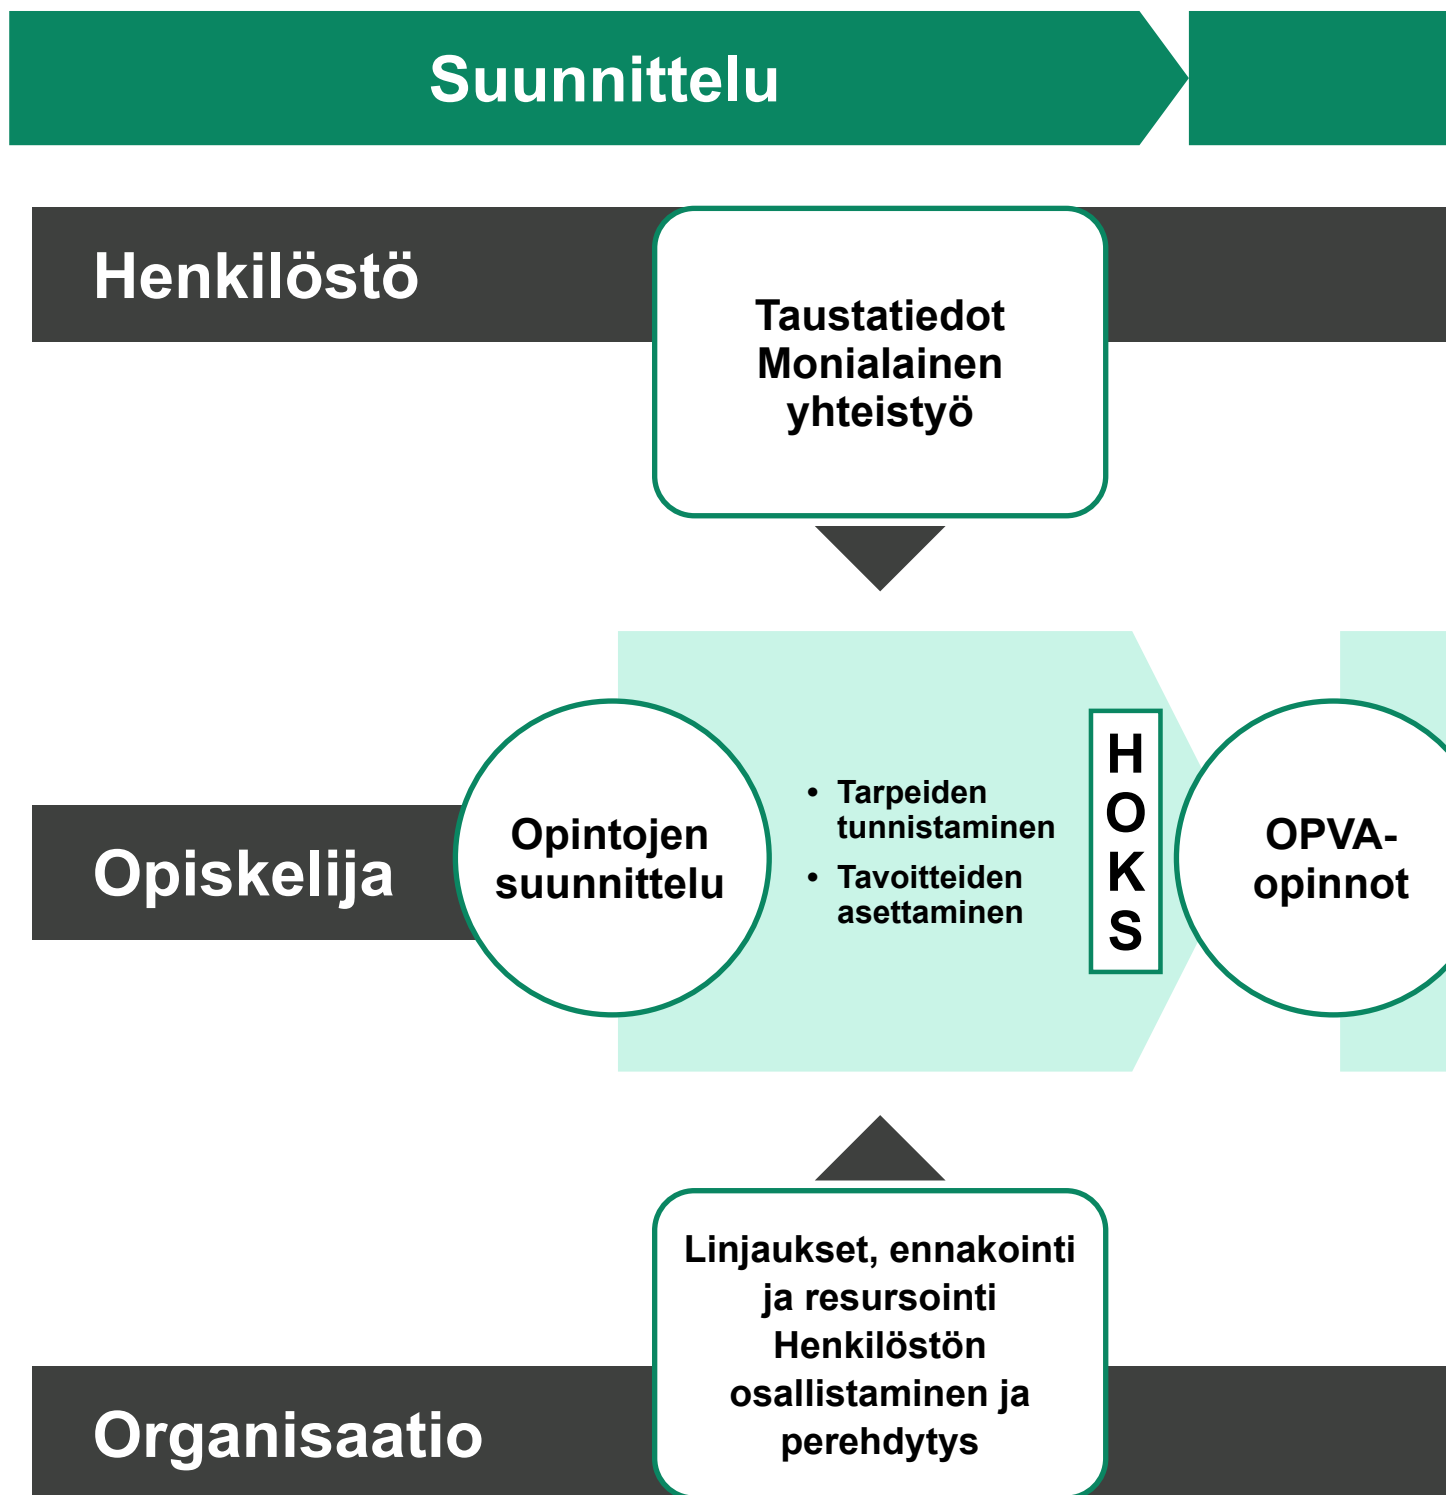 Suunnittelu
Henkilöstö
Taustatiedot
Monialainen
yhteistyö
Opiskelija
Opintojen
suunnittelu
• Tarpeiden
tunnistaminen
• Tavoitteiden
asettaminen
H
O
K
S
OPVA-
opinnot
Linjaukset, ennakointi
ja resursointi
Henkilöstön
osallistaminen ja
perehdytys
Organisaatio